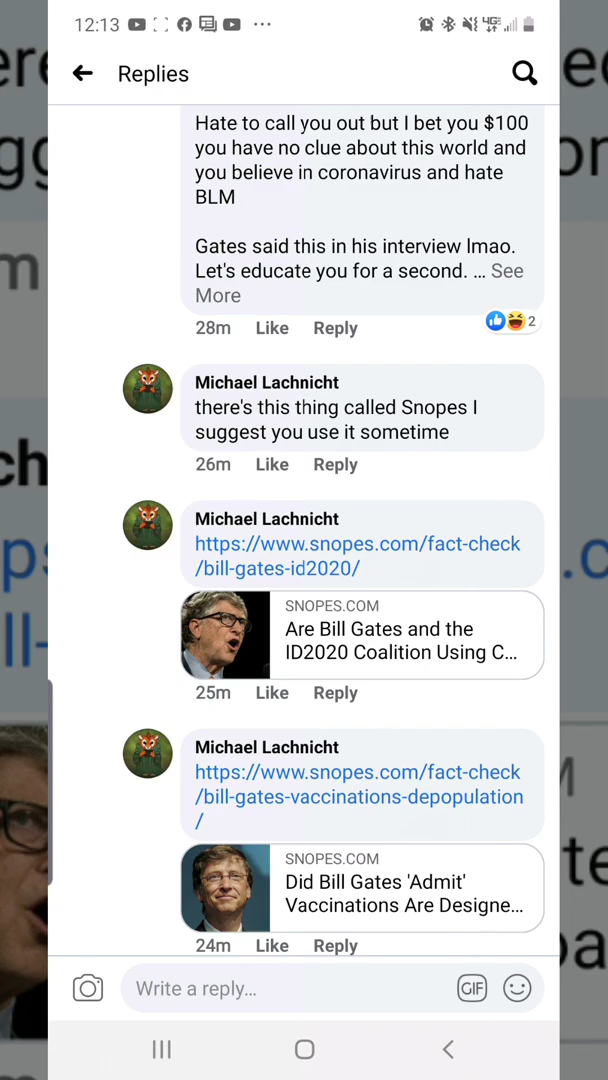 12:13
Replies
Hate to call you out but I bet you $100
you have no clue about this world and
you believe in coronavirus and hate
BLM
Gates said this in his interview lmao.
Let's educate you for a second. ... See
More
28m Like Reply 2
Michael Lachnicht
there's this thing called Snopes I
suggest you use it sometime
26m Like Reply
Michael Lachnicht
https://www.snopes.com/fact-check
/bill-gates-id2020/
SNOPES.COM
Are Bill Gates and the
ID2020 Coalition Using C...
25m Like Reply
Michael Lachnicht
https://www.snopes.com/fact-check
/bill-gates-vaccinations-depopulation
/
SNOPES.COM
Did Bill Gates 'Admit'
Vaccinations Are Designe...
24m Like Reply
Write a reply...
GIF